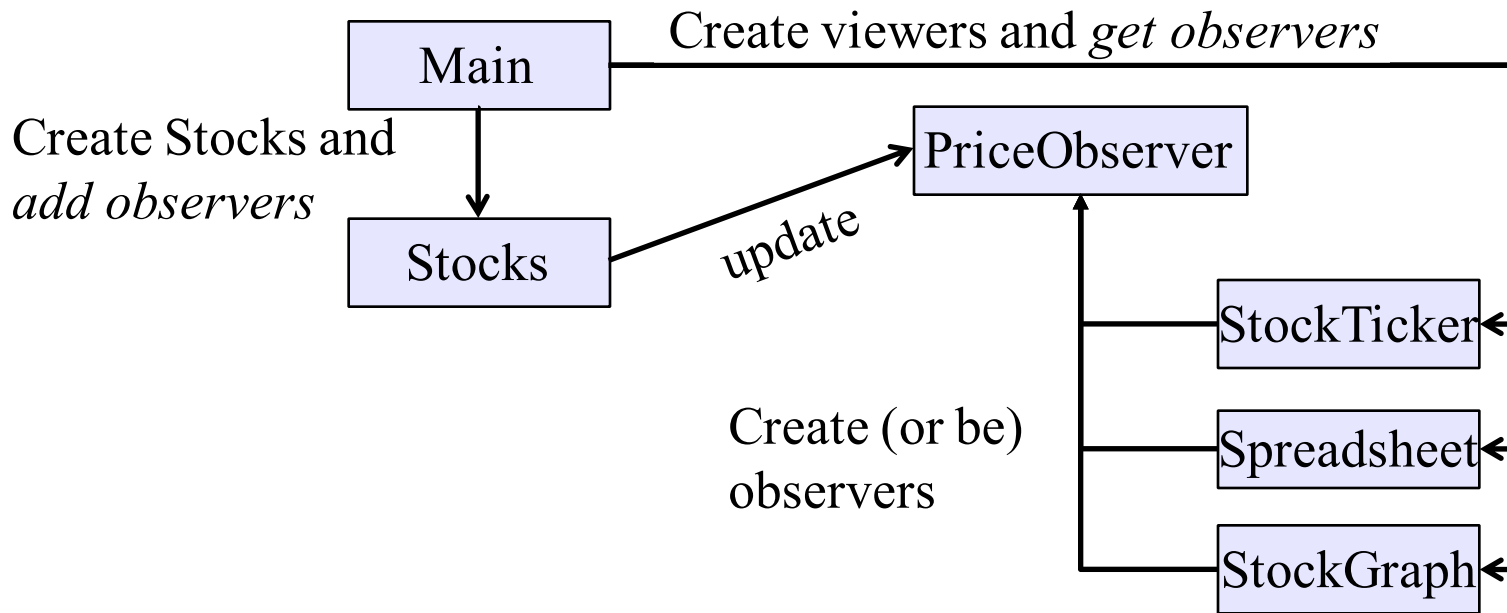 Create viewers and get observers
Main
Create Stocks and
add observers
PriceObserver
Stocks
update
StockTicker
Create (or be)
observers
Spreadsheet
StockGraph